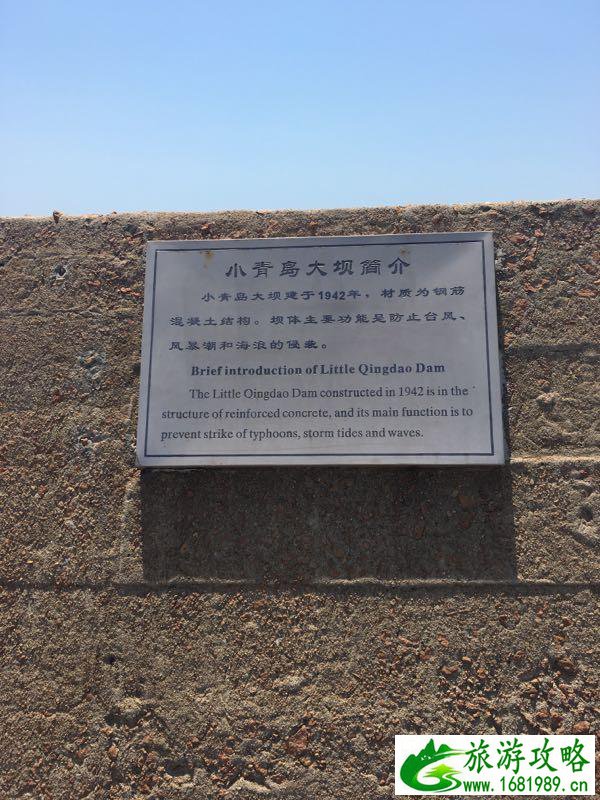 小青岛大坝简介
小青岛大坝建于1942年，材质为钢筋
混凝土结构。坝体主要功能是防止台风、
风暴潮和海浪的侵袭。
Brief introduction of Little Qingdao Dam
The Little Qingdao Dam constructed in 1942 is in the
structure of reinforced concrete, and its main function is to
prevent strike of typhoons, storm tides and waves.
旅游攻略
www.1681989.cn